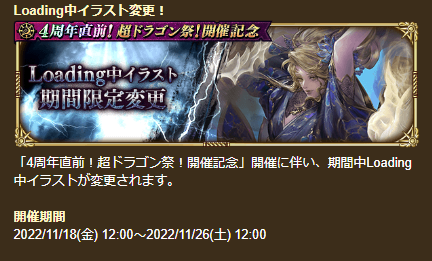 Loading中イラスト変更！
4周年直前！超ドラゴン祭！開催記念
Loading中イラスト
期間限定変更
「4周年直前！超ドラゴン祭！開催記念」開催に伴い、期間中Loading
中イラストが変更されます。
開催期間
2022/11/18(金) 12:00～2022/11/26(土) 12:00